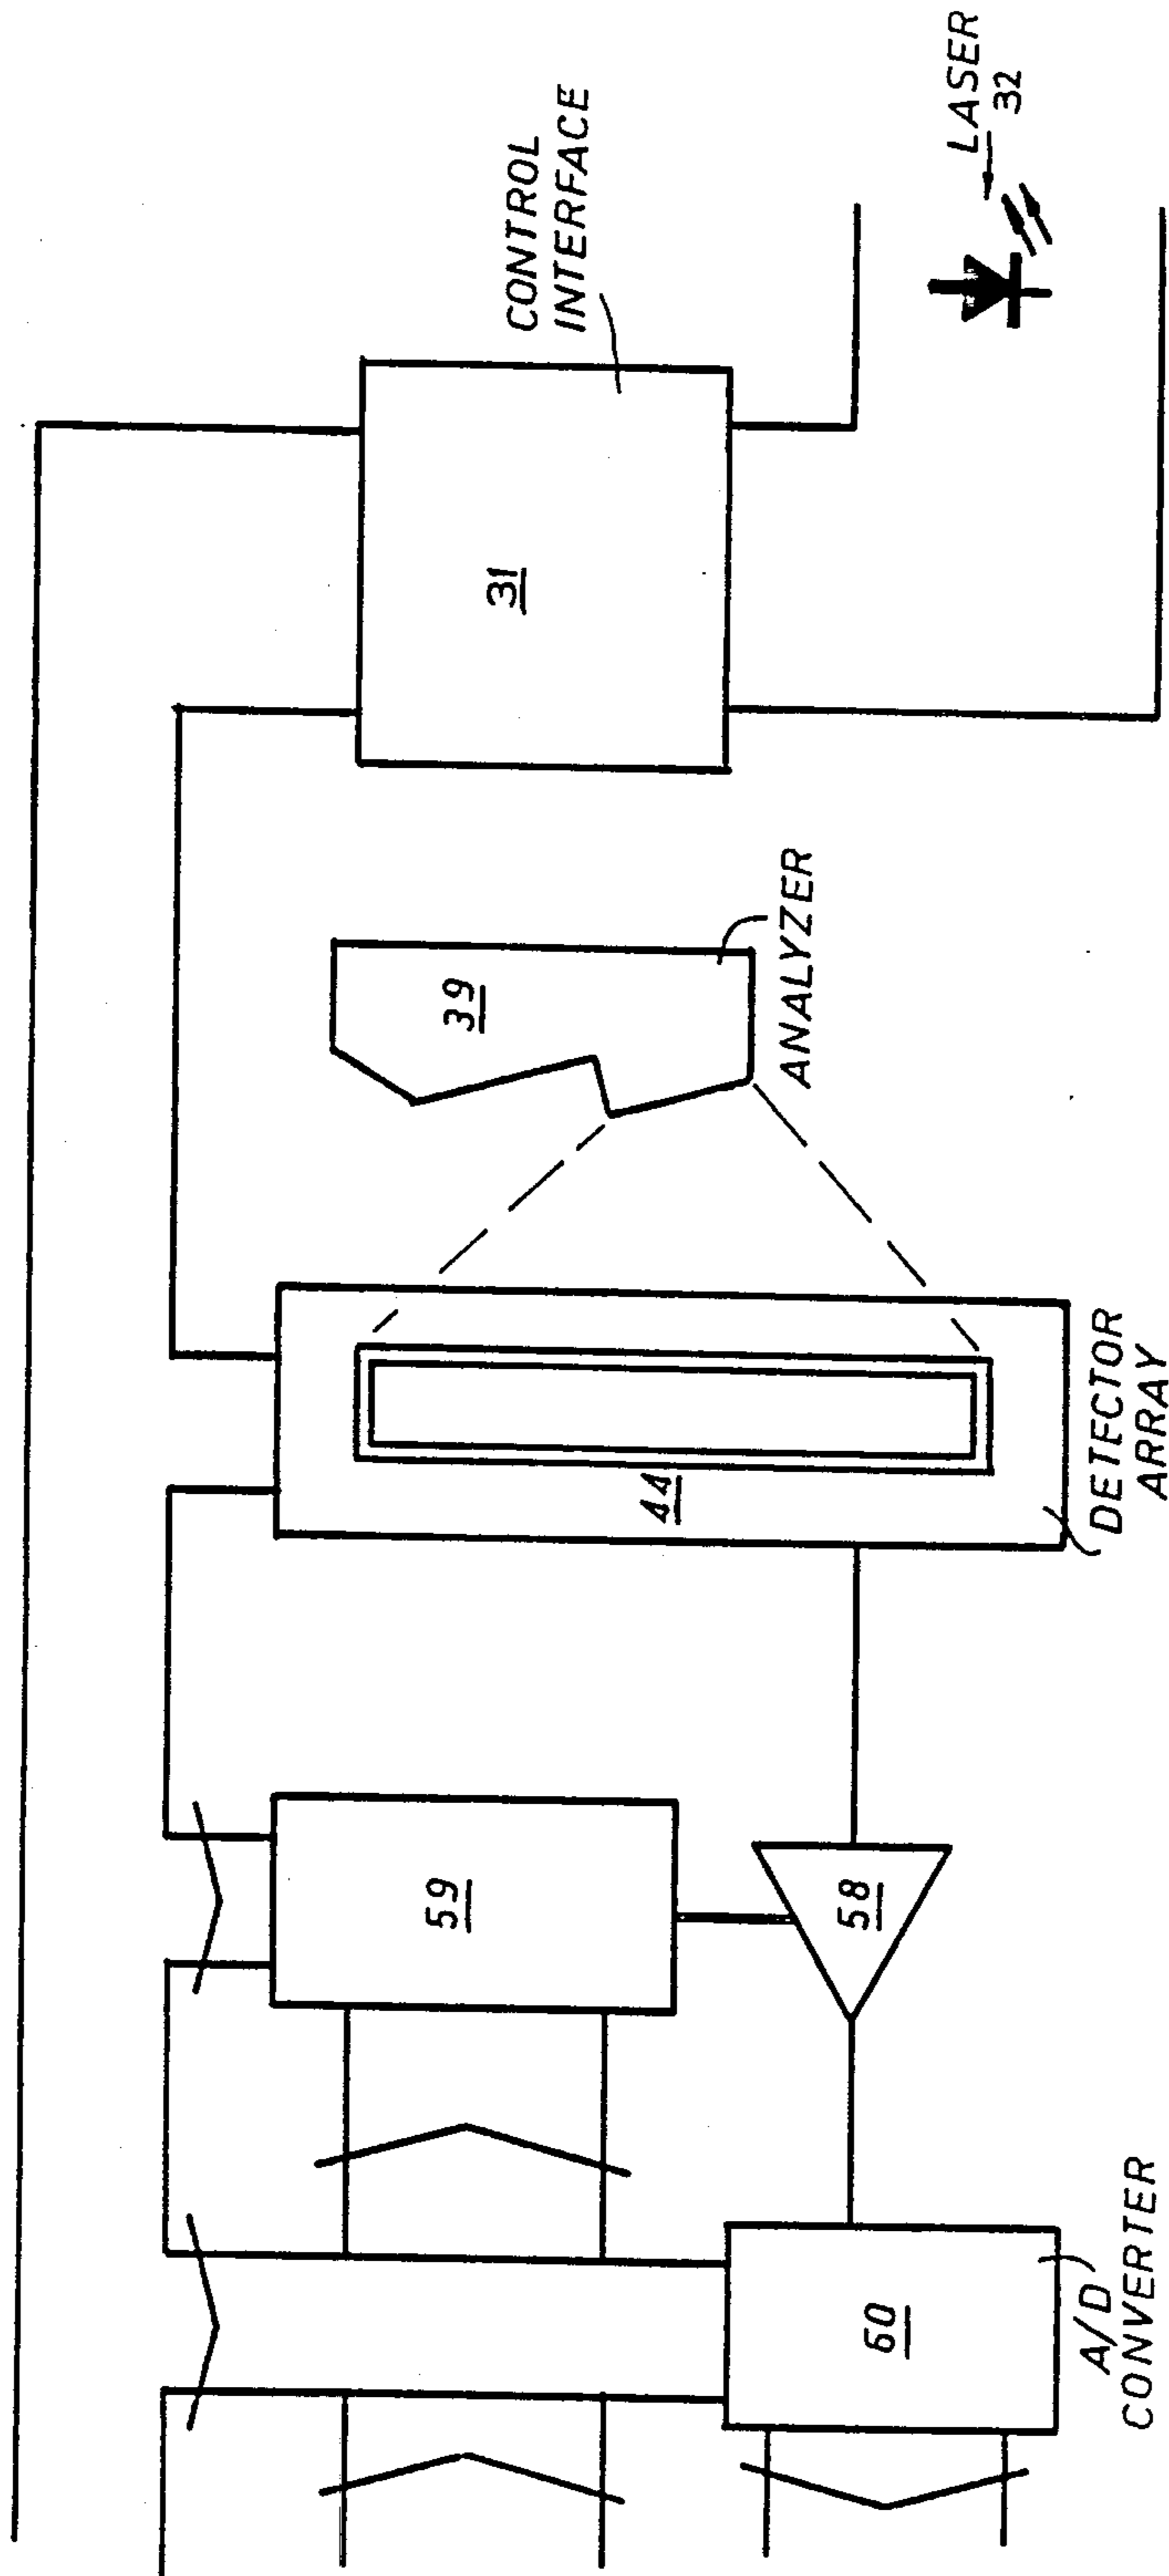 CONTROL
INTERFACE
31
LASER
32
39
ANALYZER
44
DETECTOR
ARRAY
59
58
60
A/D
CONVERTER